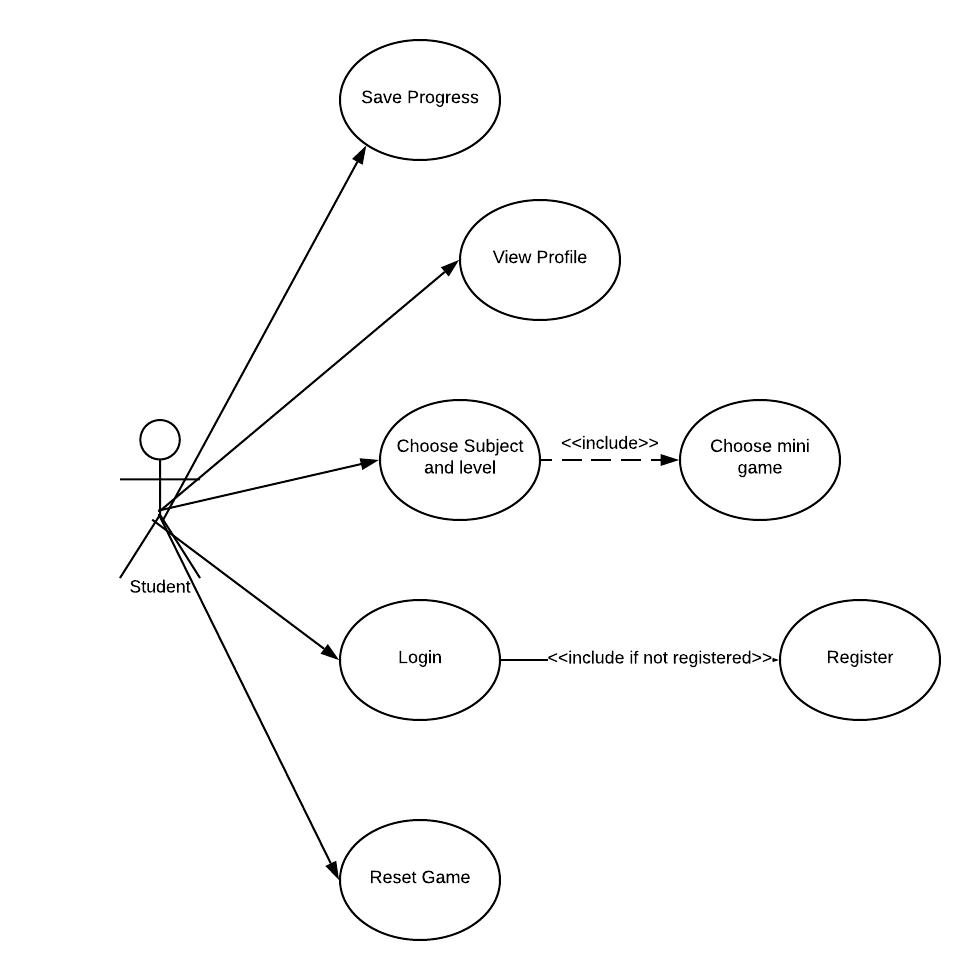 Save Progress
View Profile
Choose Subject
and level
<<include>>
Choose mini
game
Student
Login
<<include if not registered>>
Register
Reset Game